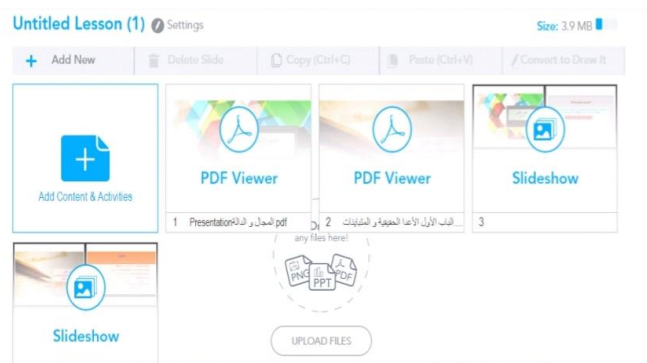 Untitled Lesson (1) Settings
Size: 3.9 MB
Add New
Delete Slide
Copy (Ctrl+C)
Paste (Ctrl+V)
Convert to Draw It
Add Content & Activities
PDF Viewer
1 Presentationالمجال و الدالة pdf
PDF Viewer
2 الباب الأول الأعدا الحقيقية و المتباينات
Slideshow
3
any files here!
PNG
PPT
PDF
Slideshow
UPLOAD FILES